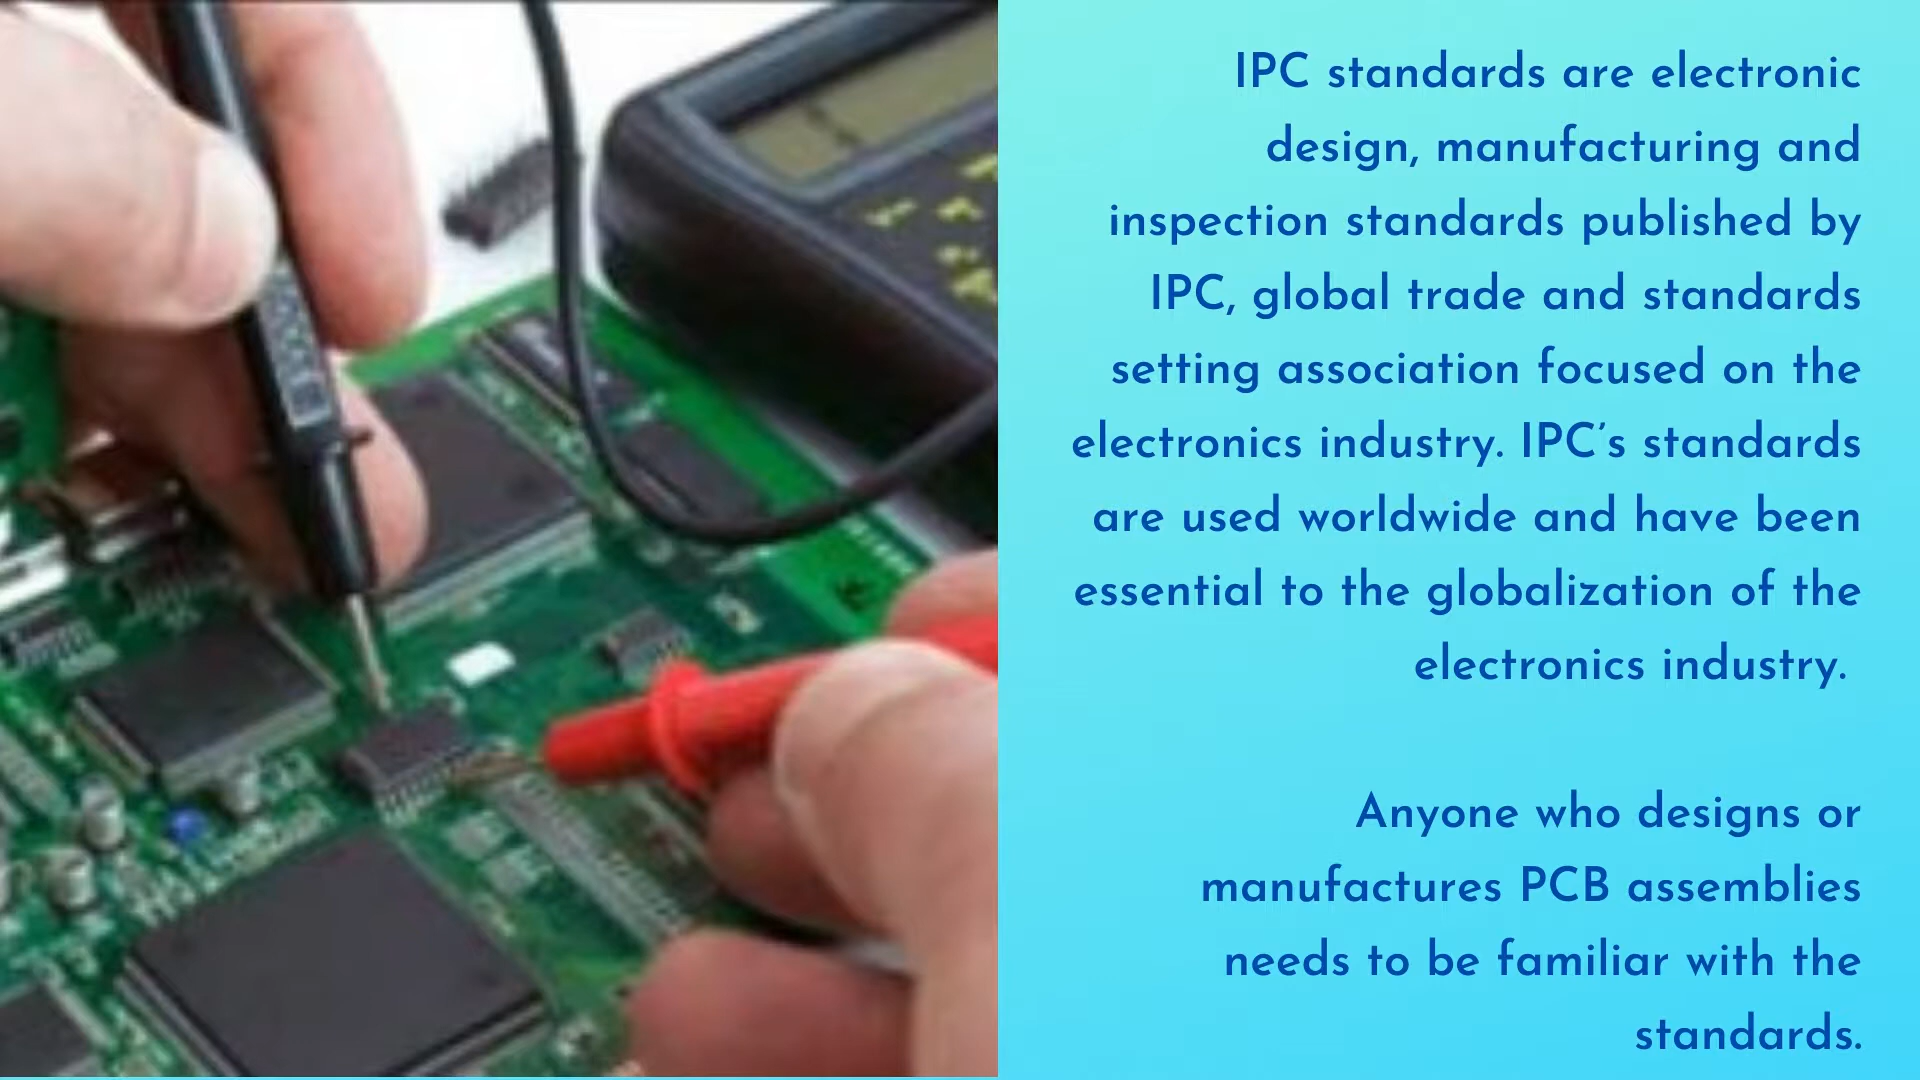 IPC standards are electronic
design, manufacturing and
inspection standards published by
IPC, global trade and standards
setting association focused on the
electronics industry. IPC's standards
are used worldwide and have been
essential to the globalization of the
electronics industry.
Anyone who designs or
manufactures PCB assemblies
needs to be familiar with the
standards.